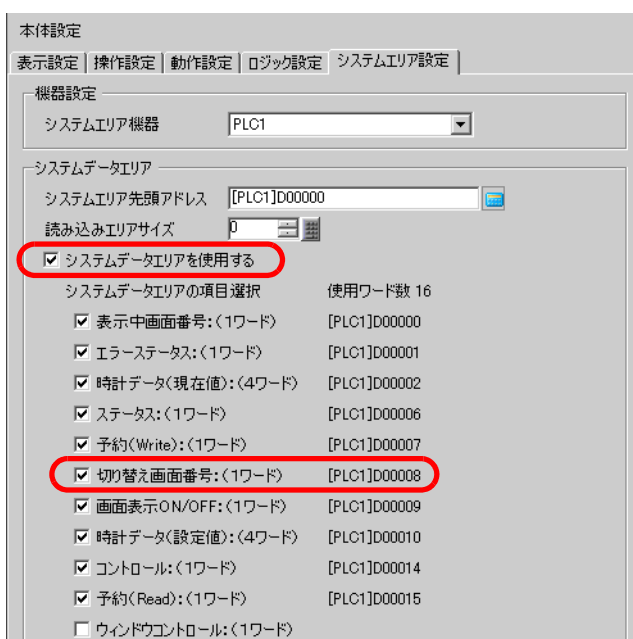 本体設定
表示設定 操作設定 動作設定 ロジック設定 システムエリア設定
機器設定
システムエリア機器 PLC1
システムデータエリア
システムエリア先頭アドレス [PLC1]D00000
読み込みエリアサイズ 0
システムデータエリアを使用する
システムデータエリアの項目選択 使用ワード数 16
表示中画面番号:(1ワード) [PLC1]D00000
エラーステータス:(1ワード) [PLC1]D00001
時計データ(現在値):(4ワード) [PLC1]D00002
ステータス:(1ワード) [PLC1]D00006
予約(Write):(1ワード) [PLC1]D00007
切り替え画面番号:(1ワード) [PLC1]D00008
画面表示ON/OFF:(1ワード) [PLC1]D00009
時計データ(設定値):(4ワード) [PLC1]D00010
コントロール:(1ワード) [PLC1]D00014
予約(Read):(1ワード) [PLC1]D00015
ウィンドウコントロール:(1ワード)